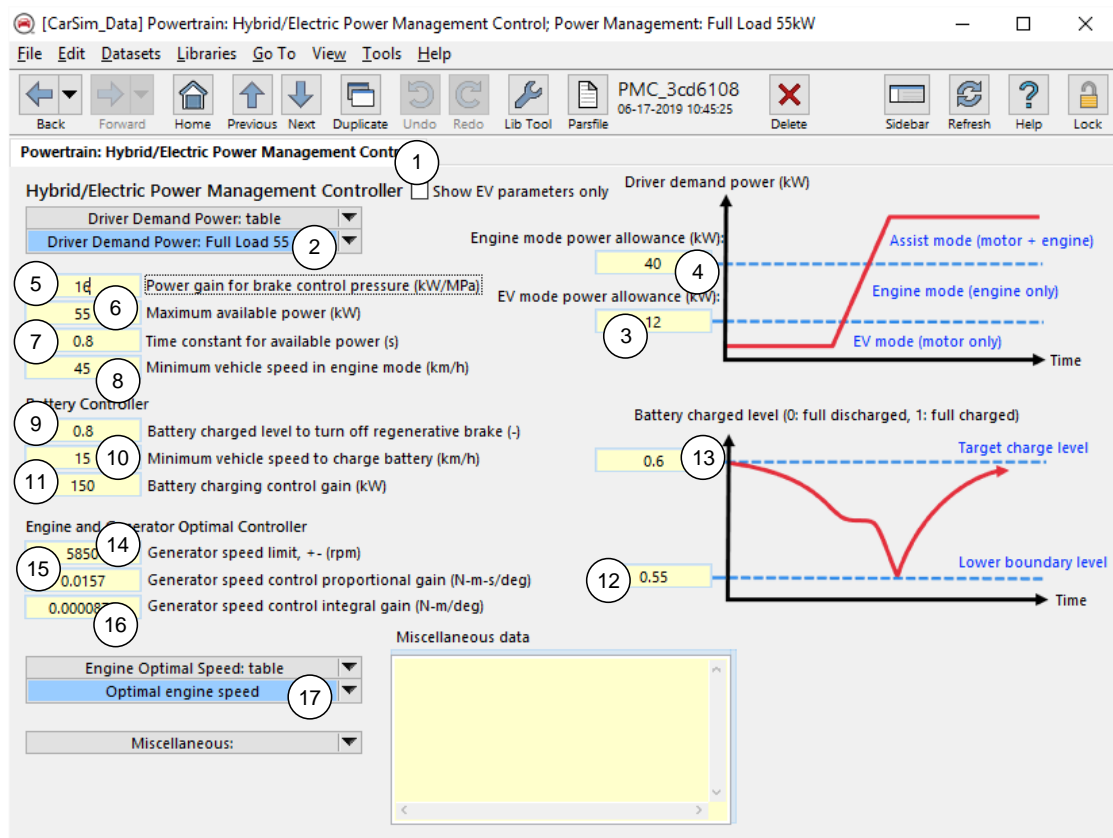 [CarSim_Data] Powertrain: Hybrid/Electric Power Management Control; Power Management: Full Load 55kW
File Edit Datasets Libraries Go To View Tools Help
PMC_3cd6108
06-17-2019 10:45:25
Back Forward Home Previous Next Duplicate Undo Redo Lib Tool Parsfile Delete Sidebar Refresh Help Lock
Powertrain: Hybrid/Electric Power Management
1
Hybrid/Electric Power Management Controller Show EV parameters only
Driver Demand Power: table
Driver Demand Power: Full Load 55
2
5 16 Power gain for brake control pressure (kW/MPa)
55 6 Maximum available power (kW)
7 0.8 Time constant for available power (s)
45 8 Minimum vehicle speed in engine mode (km/h)
Driver demand power (kW)
Engine mode power allowance (kW):
40 4
EV mode power allowance (kW):
12
3
Assist mode (motor + engine)
Engine mode (engine only)
EV mode (motor only)
Time
Battery Controller
9 0.8 Battery charged level to turn off regenerative brake (-)
15 10 Minimum vehicle speed to charge battery (km/h)
11 150 Battery charging control gain (kW)
Battery charged level (0: full discharged, 1: full charged)
0.6 13 Target charge level
12 0.55 Lower boundary level
Time
Engine and Generator Optimal Controller
5850 14 Generator speed limit, +- (rpm)
15 0.0157 Generator speed control proportional gain (N-m-s/deg)
16 Generator speed control integral gain (N-m/deg)
Engine Optimal Speed: table
Optimal engine speed 17
Miscellaneous:
Miscellaneous data